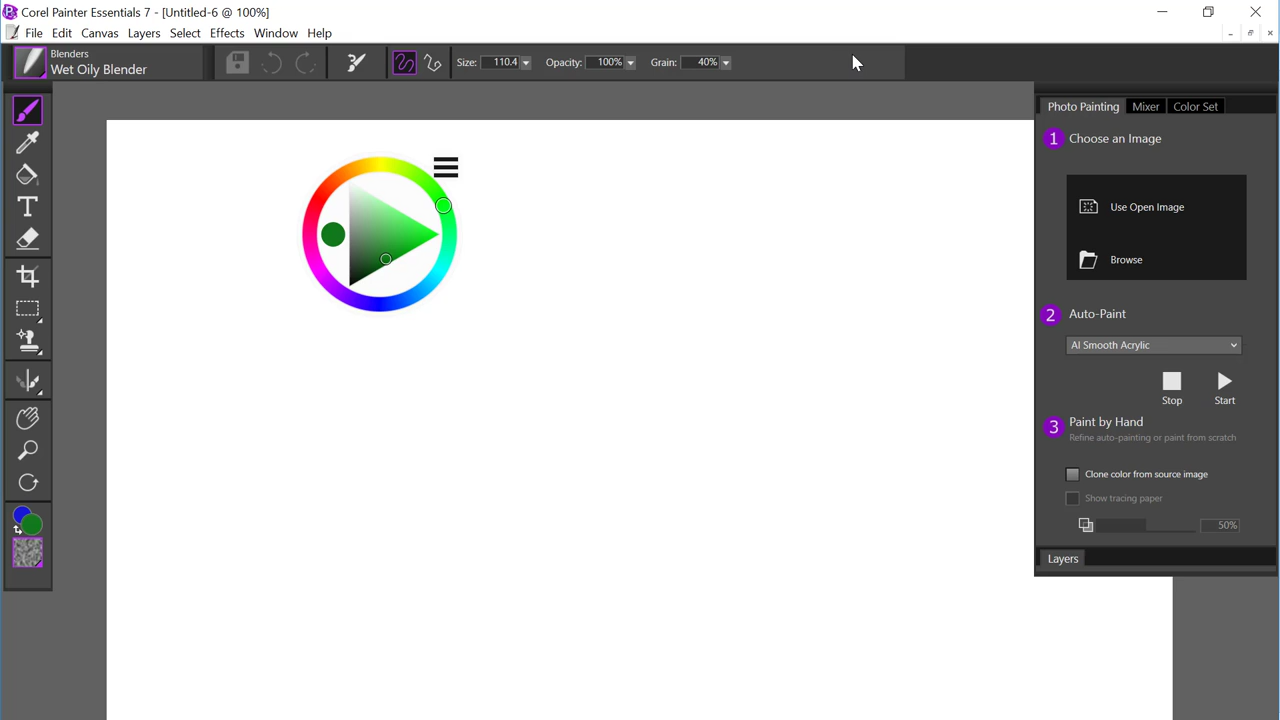 Corel Painter Essentials 7 - [Untitled-6 @ 100%]
File Edit Canvas Layers Select Effects Window Help
Blenders
Wet Oily Blender
Size: 110.4 Opacity: 100% Grain: 40%
Photo Painting Mixer Color Set
1 Choose an Image
Use Open Image
Browse
2 Auto-Paint
AI Smooth Acrylic
Stop Start
3 Paint by Hand
Refine auto-painting or paint from scratch
Clone color from source image
Show tracing paper
50%
Layers